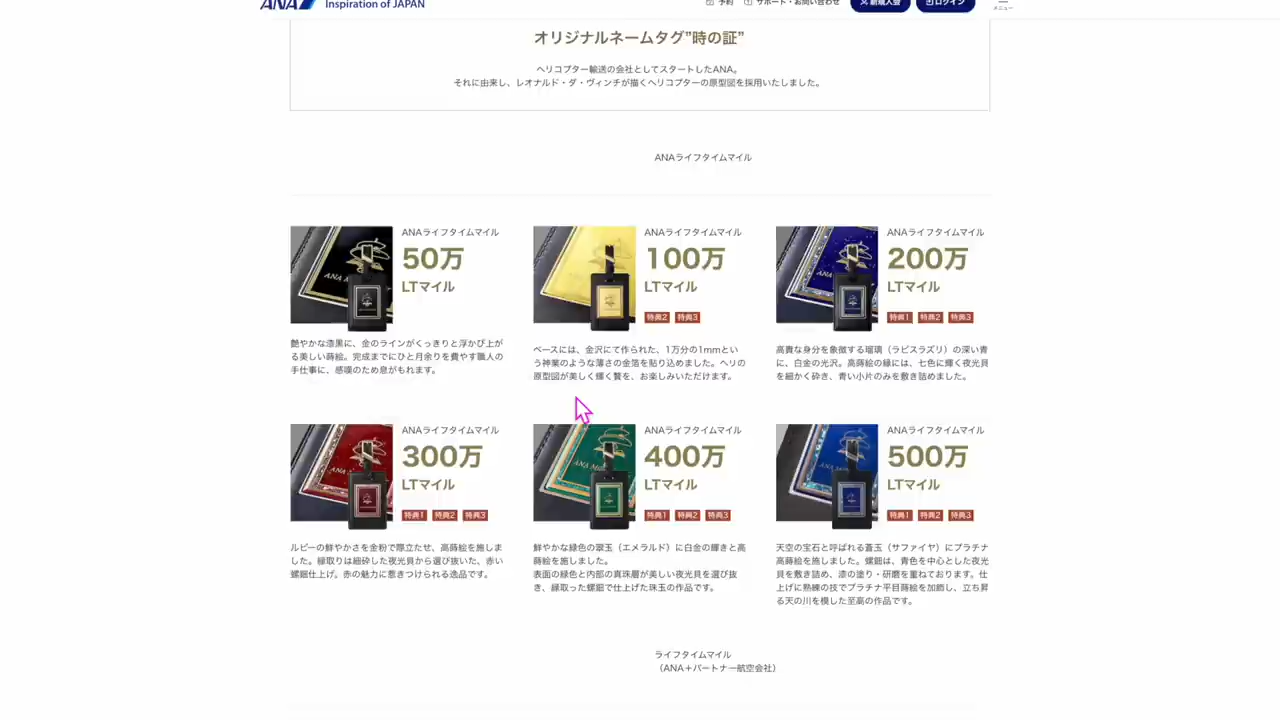 ANA Inspiration of JAPAN
予約 サポート・お問い合わせ 新規入会 ログイン メニュー
オリジナルネームタグ”時の証”
ヘリコプター輸送の会社としてスタートしたANA。
それに由来し、レオナルド・ダ・ヴィンチが描くヘリコプターの原型図を採用いたしました。
ANAライフタイムマイル
ANAライフタイムマイル
50万
LTマイル
艶やかな漆黒に、金のラインがくっきりと浮かび上が
る美しい蒔絵。完成までにひと月余りを費やす職人の
手仕事に、感嘆のため息がもれます。
ANAライフタイムマイル
100万
LTマイル
特典2 特典3
ベースには、金沢にて作られた、1万分の1mmとい
う神業のような薄さの金箔を貼り込めました。ヘリの
原型図が美しく輝く贅を、お楽しみいただけます。
ANAライフタイムマイル
200万
LTマイル
特典1 特典2 特典3
高貴な身分を象徴する瑠璃（ラピスラズリ）の深い青
に、白金の光沢。高蒔絵の縁には、七色に輝く夜光貝
を細かく砕き、青い小片のみを敷き詰めました。
ANAライフタイムマイル
300万
LTマイル
特典1 特典2 特典3
ルビーの鮮やかさを金粉で際立たせ、高蒔絵を施しま
した。縁取りは細砕した夜光貝から選び抜いた、赤い
螺鈿仕上げ。赤の魅力に惹きつけられる逸品です。
ANAライフタイムマイル
400万
LTマイル
特典1 特典2 特典3
鮮やかな緑色の翠玉（エメラルド）に白金の輝きと高
蒔絵を施しました。
表面の緑色と内部の真珠層が美しい夜光貝を選び抜
き、縁取った螺鈿で仕上げた珠玉の作品です。
ANAライフタイムマイル
500万
LTマイル
特典1 特典2 特典3
天空の宝石と呼ばれる蒼玉（サファイヤ）にプラチナ
高蒔絵を施しました。螺鈿は、青色を中心とした夜光
貝を敷き詰め、漆の塗り・研磨を重ねております。仕
上げに熟練の技でプラチナ平目蒔絵を加飾し、立ち昇
る天の川を模した至高の作品です。
ライフタイムマイル
（ANA＋パートナー航空会社）